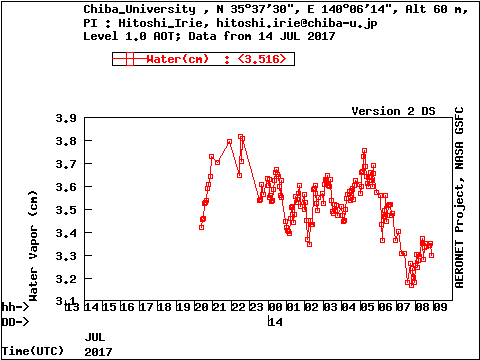 Chiba_University , N 35°37'30", E 140°06'14", Alt 60 m,
PI : Hitoshi_Irie, hitoshi.irie@chiba-u.jp
Level 1.0 AOT; Data from 14 JUL 2017
Water(cm) : <3.516>
Version 2 DS
3.9
3.8
3.7
3.6
3.5
3.4
3.3
3.2
3.1
Water Vapor (cm)
AERONET Project, NASA GSFC
hh-> 13 14 15 16 17 18 19 20 21 22 23 00 01 02 03 04 05 06 07 08 09
DD-> 14
JUL
Time(UTC) 2017